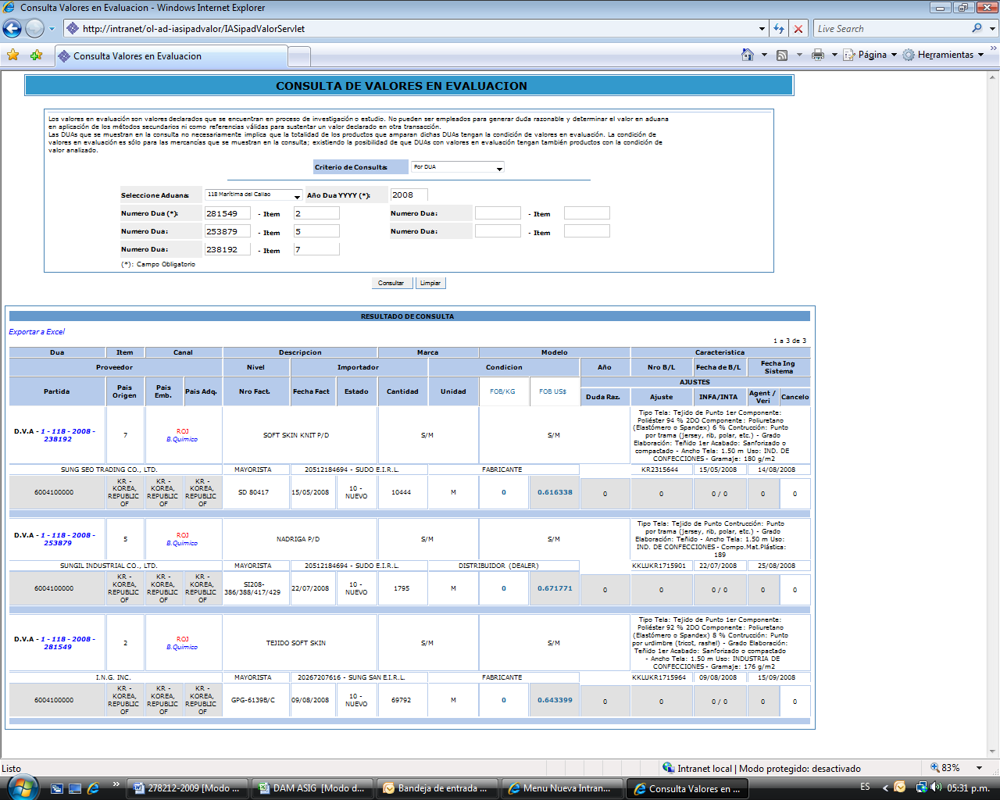 Consulta Valores en Evaluacion - Windows Internet Explorer
http://intranet/ol-ad-iasipadvalor/IASipadValorServlet
Live Search
Consulta Valores en Evaluacion
Página
Herramientas
CONSULTA DE VALORES EN EVALUACION
Los valores en evaluación son valores declarados que se encuentran en proceso de investigación o estudio. No pueden ser empleados para generar duda razonable y determinar el valor en aduana
en aplicación de los métodos secundarios ni como referencias válidas para sustentar un valor declarado en otra transacción.
Las DUAs que se muestran en la consulta no necesariamente implica que la totalidad de los productos que amparan dichas DUAs tengan la condición de valores en evaluación. La condición de
valores en evaluación es sólo para las mercancías que se muestran en la consulta; existiendo la posibilidad de que DUAs con valores en evaluación tengan también productos con la condición de
valor analizado.
Criterio de Consulta: Por DUA
Seleccione Aduana: 118 Marítima del Callao Año Dua YYYY (*): 2008
Numero Dua (*): 281549 - Item 2 Numero Dua: - Item
Numero Dua: 253879 - Item 5 Numero Dua: - Item
Numero Dua: 238192 - Item 7
(*): Campo Obligatorio
Consultar Limpiar
RESULTADO DE CONSULTA
Exportar a Excel
1 a 3 de 3
Dua Item Canal Descripcion Marca Modelo Caracteristica
Proveedor Nivel Importador Condicion Año Nro B/L Fecha de B/L Fecha Ing Sistema
Partida Pais Origen Pais Emb. Pais Adq. Nro Fact. Fecha Fact Estado Cantidad Unidad FOB/KG FOB US$ AJUSTES
Duda Raz. Ajuste INFA/INTA Agent / Veri Cancelo
D.V.A - 1 - 118 - 2008 - 238192 7 ROJ B.Quimico SOFT SKIN KNIT P/D S/M S/M
Tipo Tela: Tejido de Punto 1er Componente:
Poliéster 94 % 2DO Componente: Poliuretano
(Elastómero o Spandex) 6 % Contrucción: Punto
por trama (jersey, rib, polar, etc.) - Grado
Elaboración: Teñido 1er Acabado: Sanforizado o
compactado - Ancho Tela: 1.50 m Uso: IND. DE
CONFECCIONES - Gramaje: 180 g/m2
SUNG SEO TRADING CO., LTD. MAYORISTA 20512184694 - SUDO E.I.R.L. FABRICANTE KR2315644 15/05/2008 14/08/2008
6004100000 KR - KOREA, REPUBLIC OF KR - KOREA, REPUBLIC OF KR - KOREA, REPUBLIC OF SD 80417 15/05/2008 10 - NUEVO 10444 M 0 0.616338 0 0 0 / 0 0 0
D.V.A - 1 - 118 - 2008 - 253879 5 ROJ B.Quimico NADRIGA P/D S/M S/M
Tipo Tela: Tejido de Punto Contrucción: Punto
por trama (jersey, rib, polar, etc.) - Grado
Elaboración: Teñido - Ancho Tela: 1.50 m Uso:
IND. DE CONFECCIONES - Compo.Mat.Plástica:
189
SUNGIL INDUSTRIAL CO., LTD. MAYORISTA 20512184694 - SUDO E.I.R.L. DISTRIBUIDOR (DEALER) KKLUKR1715901 22/07/2008 25/08/2008
6004100000 KR - KOREA, REPUBLIC OF KR - KOREA, REPUBLIC OF KR - KOREA, REPUBLIC OF SI208-386/388/417/429 22/07/2008 10 - NUEVO 1795 M 0 0.671771 0 0 0 / 0 0 0
D.V.A - 1 - 118 - 2008 - 281549 2 ROJ B.Quimico TEJIDO SOFT SKIN S/M S/M
Tipo Tela: Tejido de Punto 1er Componente:
Poliéster 92 % 2DO Componente: Poliuretano
(Elastómero o Spandex) 8 % Contrucción: Punto
por urdimbre (tricot, rashel) - Grado Elaboración:
Teñido 1er Acabado: Sanforizado o compactado
- Ancho Tela: 1.50 m Uso: INDUSTRIA DE
CONFECCIONES - Gramaje: 176 g/m2
I.N.G. INC. MAYORISTA 20267207616 - SUNG SAN E.I.R.L. FABRICANTE KKLUKR1715964 09/08/2008 15/09/2008
6004100000 KR - KOREA, REPUBLIC OF KR - KOREA, REPUBLIC OF KR - KOREA, REPUBLIC OF GPG-6139B/C 09/08/2008 10 - NUEVO 69792 M 0 0.643399 0 0 0 / 0 0 0
Listo
Intranet local | Modo protegido: desactivado
83%
278212-2009 [Modo ...
DAM ASIG [Modo d...
Bandeja de entrada ...
Menu Nueva Intran...
Consulta Valores en ...
ES
05:31 p.m.